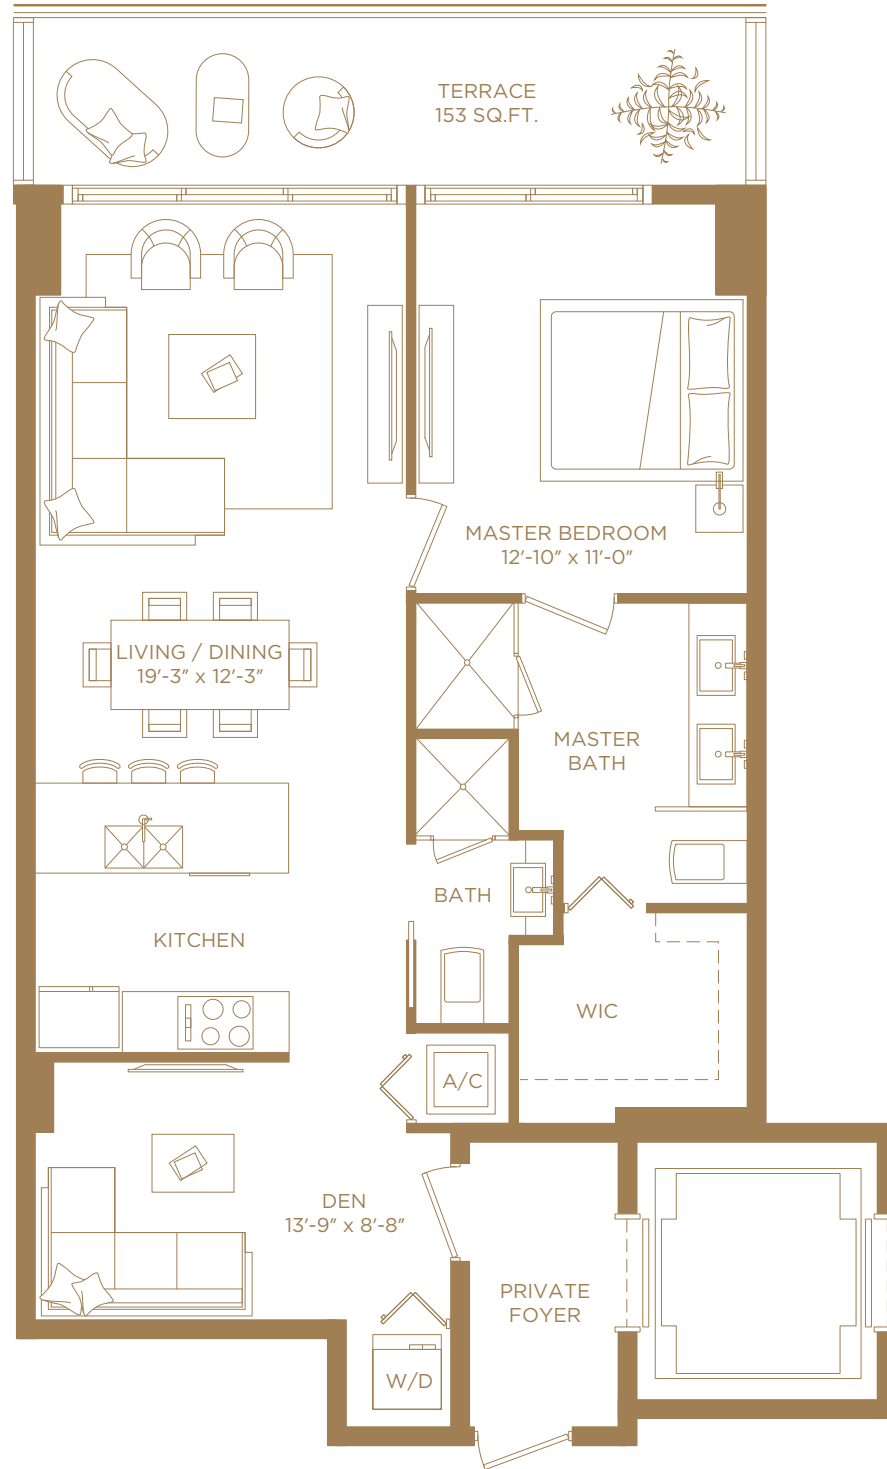 TERRACE
153 SQ.FT.
MASTER BEDROOM
12'-10" x 11'-0"
LIVING / DINING
19'-3" x 12'-3"
MASTER
BATH
BATH
KITCHEN
WIC
A/C
DEN
13'-9" x 8'-8"
PRIVATE
FOYER
W/D